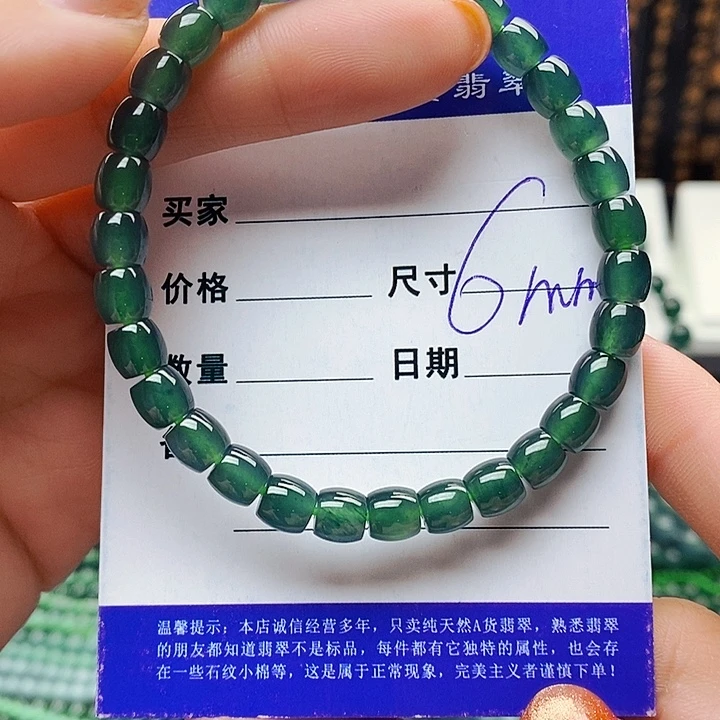 翡翠
买家
价格 尺寸 6mm
数量 日期
温馨提示：本店诚信经营多年，只卖纯天然A货翡翠，熟悉翡翠
的朋友都知道翡翠不是标品，每件都有它独特的属性，也会存
在一些石纹小棉等，这是属于正常现象，完美主义者谨慎下单！